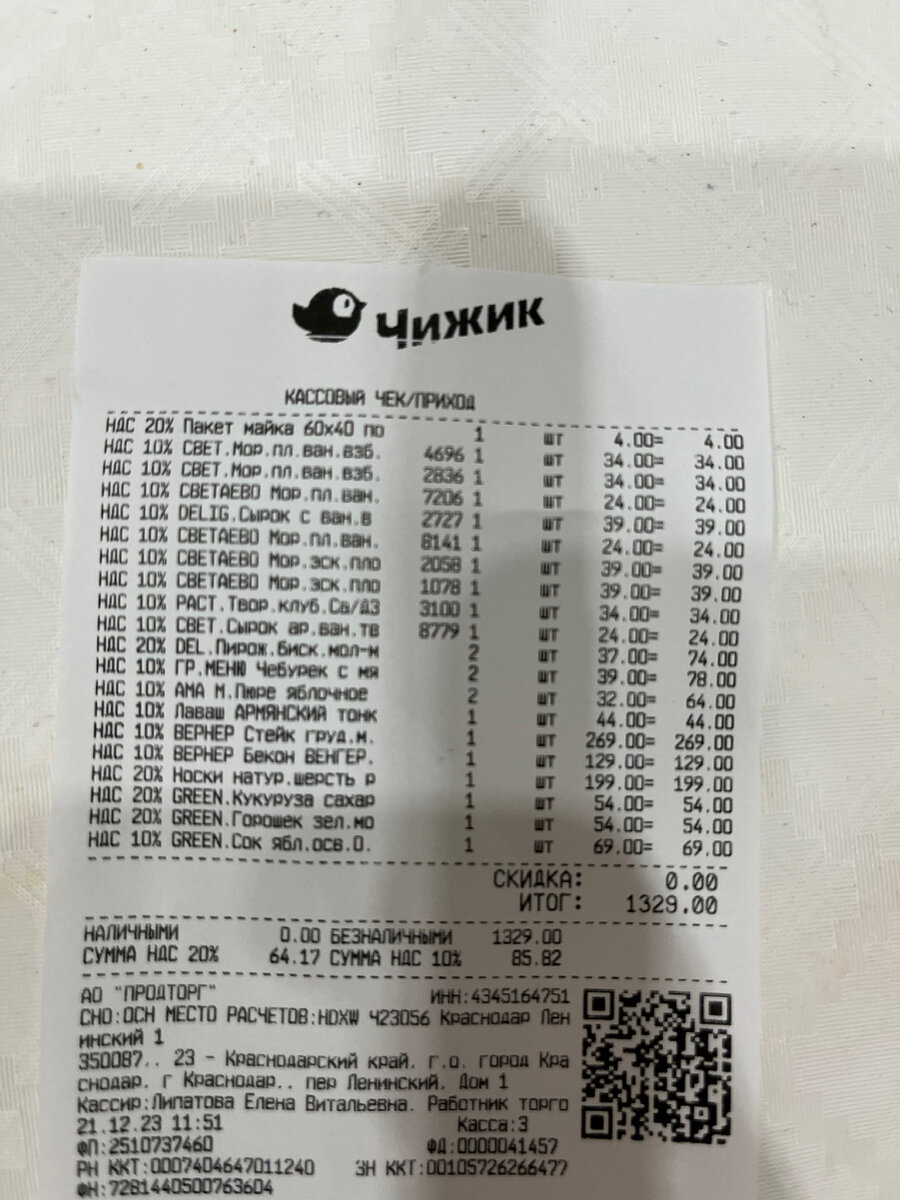 Чижик
КАССОВЫЙ ЧЕК/ПРИХОД
НДС 20% Пакет майка 60х40 по 1 шт 4.00= 4.00
НДС 10% СВЕТ.Мор.пл.ван.взб. 4696 1 шт 34.00= 34.00
НДС 10% СВЕТ.Мор.пл.ван.взб. 2836 1 шт 34.00= 34.00
НДС 10% СВЕТАЕВО Мор.пл.ван. 7206 1 шт 24.00= 24.00
НДС 10% DELIG.Сырок с ван.в 2727 1 шт 39.00= 39.00
НДС 10% СВЕТАЕВО Мор.пл.ван. 8141 1 шт 24.00= 24.00
НДС 10% СВЕТАЕВО Мор.эск.пло 2058 1 шт 39.00= 39.00
НДС 10% СВЕТАЕВО Мор.эск.пло 1078 1 шт 39.00= 39.00
НДС 10% РАСТ.Твор.клуб.Са/ДЗ 3100 1 шт 34.00= 34.00
НДС 10% СВЕТ.Сырок ар.ван.тв 8779 1 шт 24.00= 24.00
НДС 20% DEL.Пирож.биск.мол-м 2 шт 37.00= 74.00
НДС 10% ГР.МЕНЮ Чебурек с мя 2 шт 39.00= 78.00
НДС 10% АМА М.Пюре яблочное 2 шт 32.00= 64.00
НДС 10% Лаваш АРМЯНСКИЙ тонк 1 шт 44.00= 44.00
НДС 10% ВЕРНЕР Стейк груд.м. 1 шт 269.00= 269.00
НДС 10% ВЕРНЕР Бекон ВЕНГЕР. 1 шт 129.00= 129.00
НДС 20% Носки натур.шерсть р 1 шт 199.00= 199.00
НДС 20% GREEN.Кукуруза сахар 1 шт 54.00= 54.00
НДС 20% GREEN.Горошек зел.мо 1 шт 54.00= 54.00
НДС 10% GREEN.Сок ябл.осв.О. 1 шт 69.00= 69.00
СКИДКА: 0.00
ИТОГ: 1329.00
НАЛИЧНЫМИ 0.00 БЕЗНАЛИЧНЫМИ 1329.00
СУММА НДС 20% 64.17 СУММА НДС 10% 85.82
АО "ПРОДТОРГ" ИНН:4345164751
СНО:ОСН МЕСТО РАСЧЕТОВ:HDXW Ч23056 Краснодар Лен
инский 1
350087,, 23 - Краснодарский край, г.о. город Кра
снодар, г Краснодар,, пер Ленинский, Дом 1
Кассир:Липатова Елена Витальевна, Работник торго
21.12.23 11:51 Касса:3
ФП:2510737460 ФД:0000041457
РН ККТ:0007404647011240 ЗН ККТ:00105726266477
ФН:7281440500763604